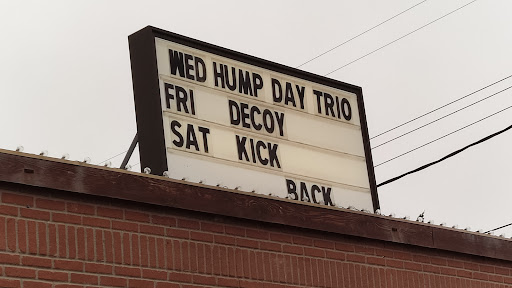 WED HUMP DAY TRIO
FRI DECOY
SAT KICK
BACK